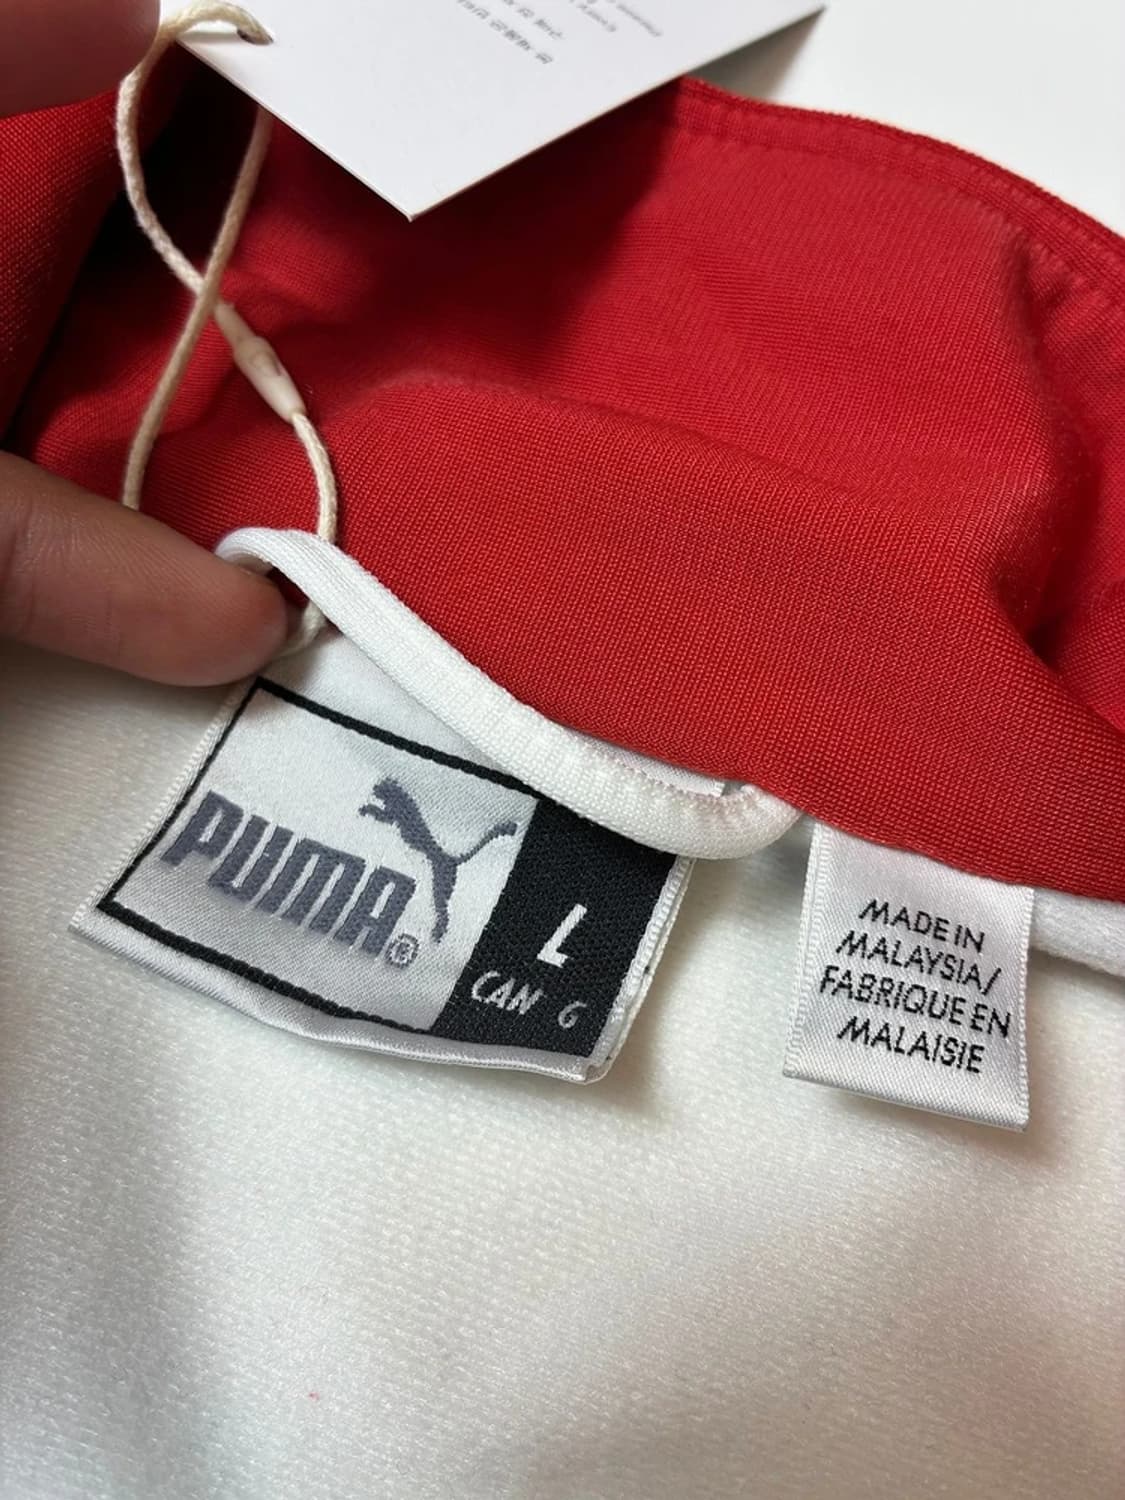 PUMA®
L
CAN G
MADE IN
MALAYSIA/
FABRIQUE EN
MALAISIE